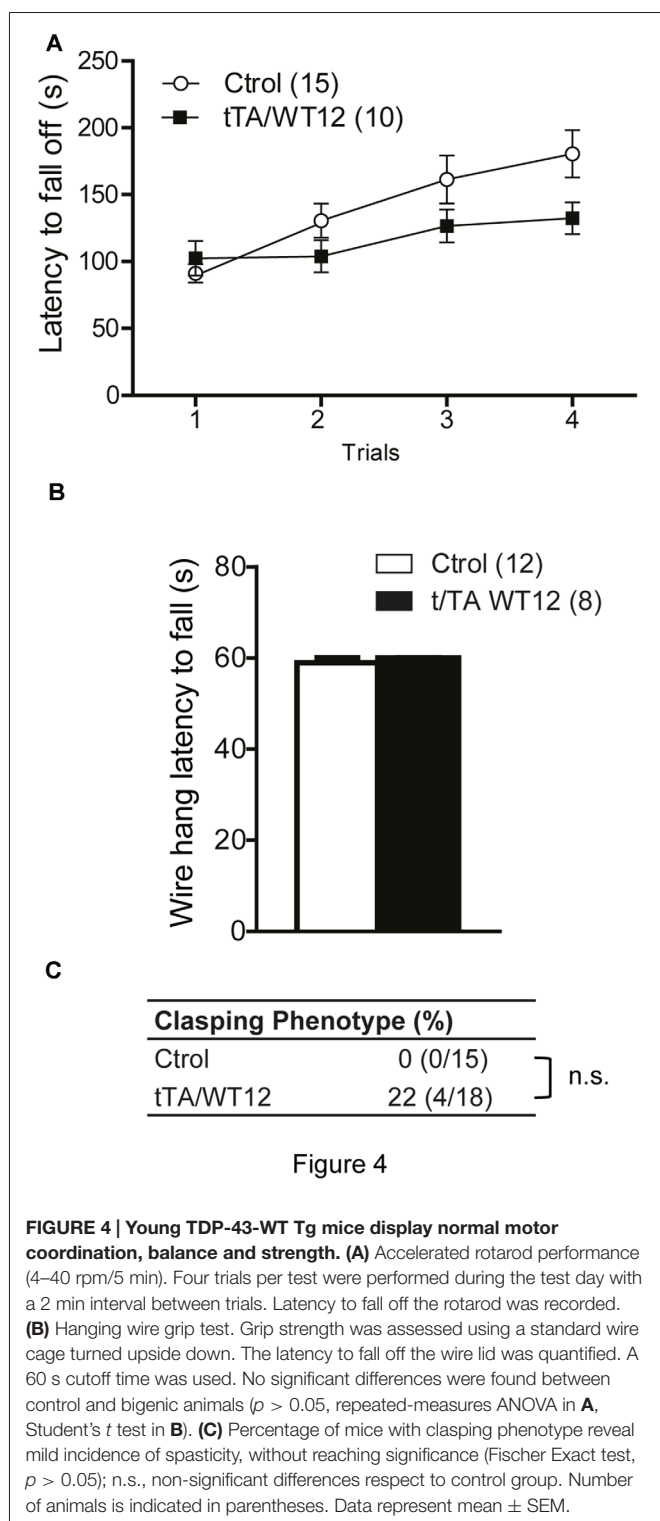 A
Latency to fall off (s)
250
200
150
100
50
0
Ctrol (15)
tTA/WT12 (10)
1 2 3 4
Trials
B
Wire hang latency to fall (s)
80
60
40
20
0
Ctrol (12)
t/TA WT12 (8)
C
Clasping Phenotype (%)
Ctrol 0 (0/15)
tTA/WT12 22 (4/18)
n.s.
Figure 4
FIGURE 4 | Young TDP-43-WT Tg mice display normal motor
coordination, balance and strength. (A) Accelerated rotarod performance
(4–40 rpm/5 min). Four trials per test were performed during the test day with
a 2 min interval between trials. Latency to fall off the rotarod was recorded.
(B) Hanging wire grip test. Grip strength was assessed using a standard wire
cage turned upside down. The latency to fall off the wire lid was quantified. A
60 s cutoff time was used. No significant differences were found between
control and bigenic animals (p > 0.05, repeated-measures ANOVA in A,
Student's t test in B). (C) Percentage of mice with clasping phenotype reveal
mild incidence of spasticity, without reaching significance (Fischer Exact test,
p > 0.05); n.s., non-significant differences respect to control group. Number
of animals is indicated in parentheses. Data represent mean ± SEM.